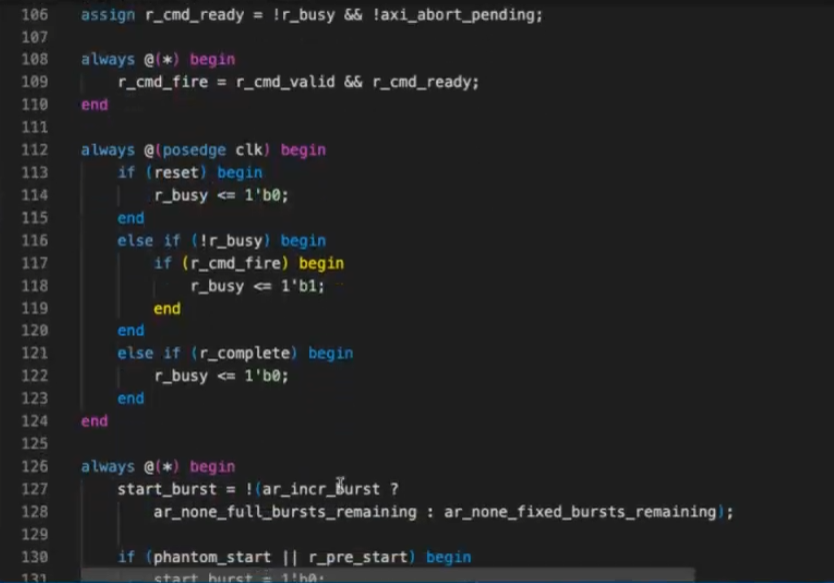 106 assign r_cmd_ready = !r_busy && !axi_abort_pending;
107
108 always @(*) begin
109 r_cmd_fire = r_cmd_valid && r_cmd_ready;
110 end
111
112 always @(posedge clk) begin
113 if (reset) begin
114 r_busy <= 1'b0;
115 end
116 else if (!r_busy) begin
117 if (r_cmd_fire) begin
118 r_busy <= 1'b1;
119 end
120 end
121 else if (r_complete) begin
122 r_busy <= 1'b0;
123 end
124 end
125
126 always @(*) begin
127 start_burst = !(ar_incr_burst ?
128 ar_none_full_bursts_remaining : ar_none_fixed_bursts_remaining);
129
130 if (phantom_start || r_pre_start) begin
131 start_burst = 1'b0;